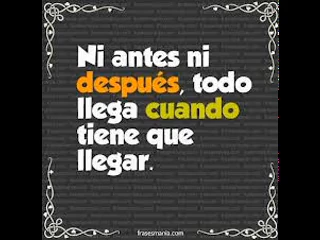 Ni antes ni
después, todo
llega cuando
tiene que
llegar.
frasesmania.com